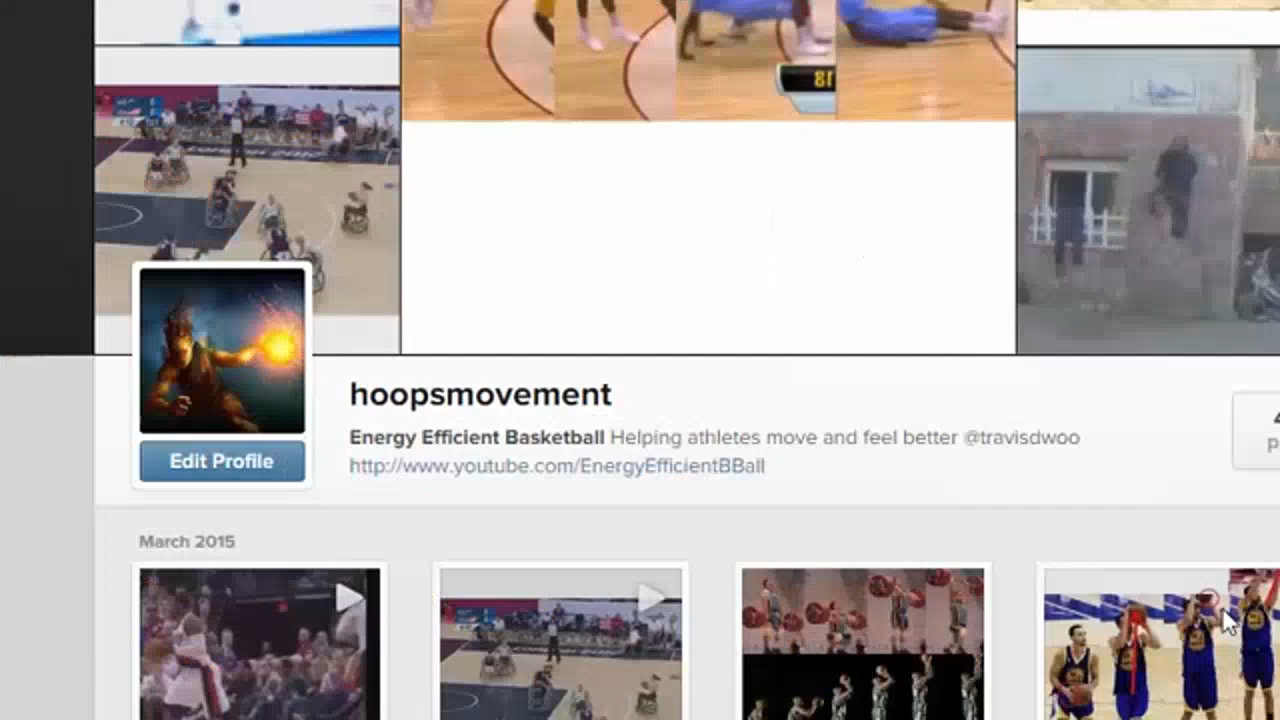 81
hoopsmovement
Energy Efficient Basketball Helping athletes move and feel better @travisdwoo
http://www.youtube.com/EnergyEfficientBBall
Edit Profile
March 2015